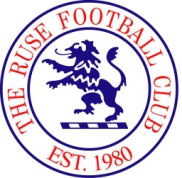 THE RUSE FOOTBALL CLUB
EST. 1980